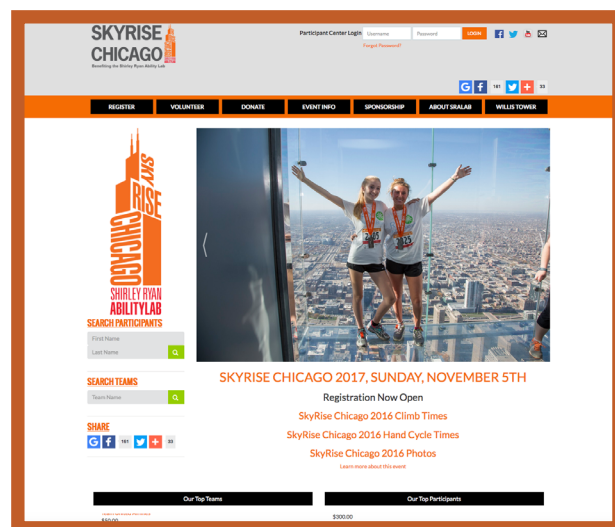 SKYRISE
CHICAGO
Benefiting the Shirley Ryan Ability Lab
Participant Center Login
Username
Password
LOGIN
Forgot Password?
181
33
REGISTER
VOLUNTEER
DONATE
EVENT INFO
SPONSORSHIP
ABOUT SRALAB
WILLIS TOWER
SKY
RISE
CHICAGO
SHIRLEY RYAN
ABILITYLAB
SEARCH PARTICIPANTS
First Name
Last Name
SEARCH TEAMS
Team Name
SHARE
181
33
SKYRISE CHICAGO 2017, SUNDAY, NOVEMBER 5TH
Registration Now Open
SkyRise Chicago 2016 Climb Times
SkyRise Chicago 2016 Hand Cycle Times
SkyRise Chicago 2016 Photos
Learn more about this event
Our Top Teams
Our Top Participants
$300.00